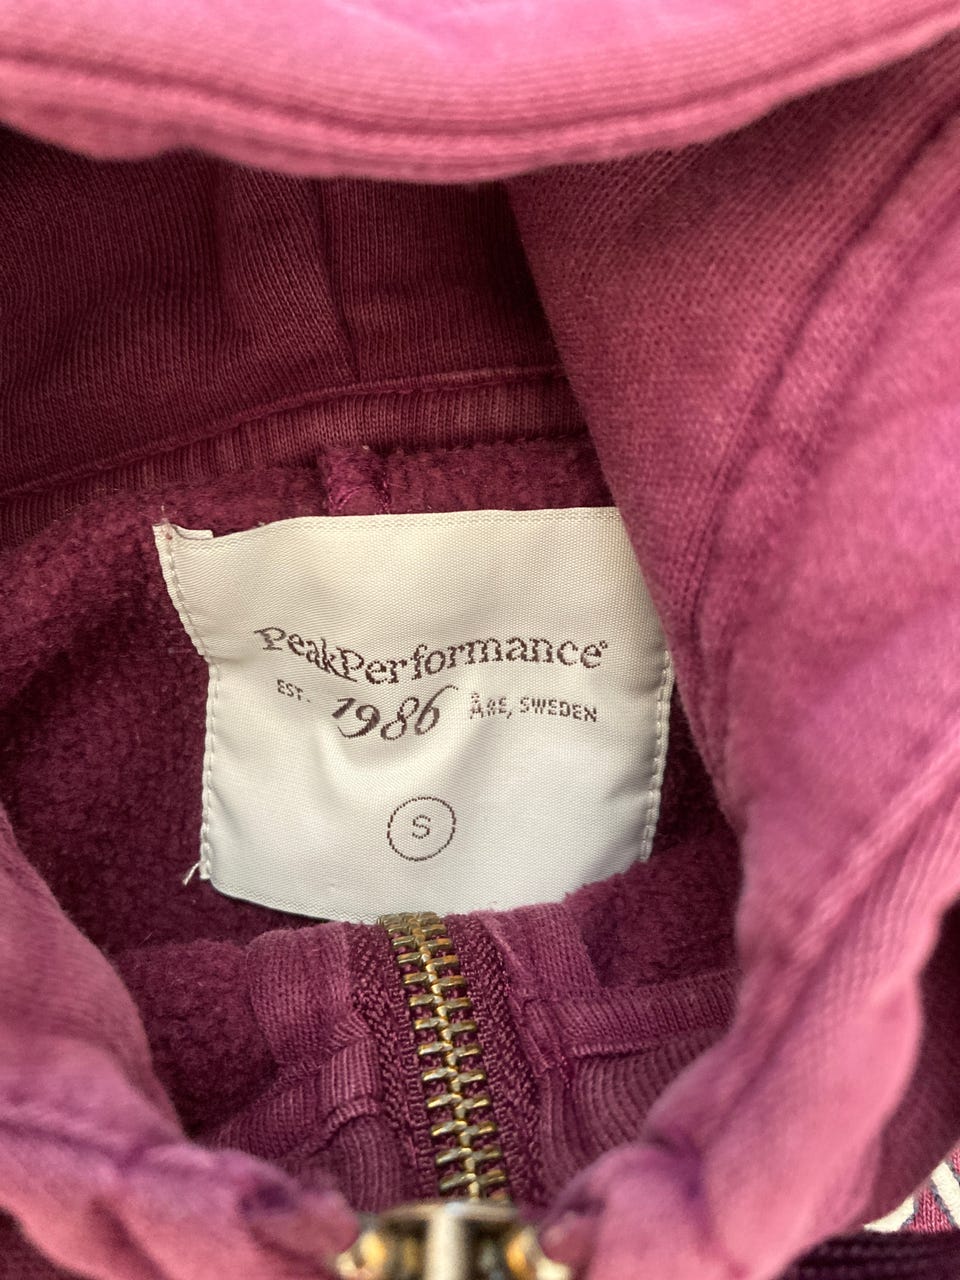 PeakPerformance®
EST. 1986 ÅRE, SWEDEN
S